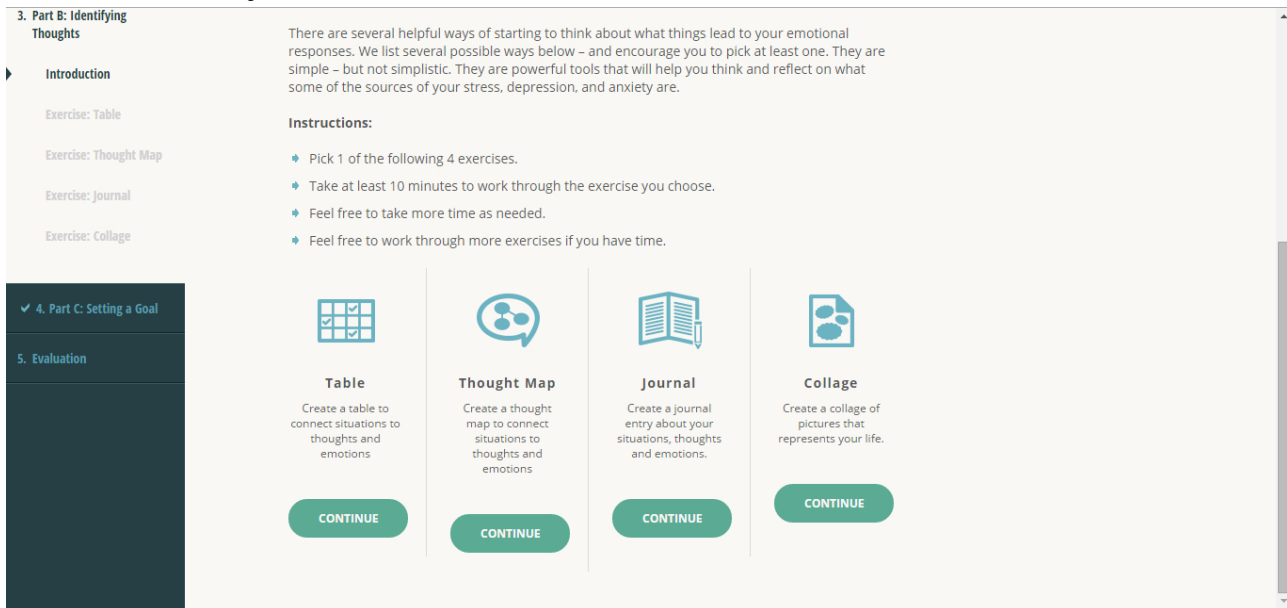 3. Part B: Identifying
Thoughts
Introduction
Exercise: Table
Exercise: Thought Map
Exercise: Journal
Exercise: Collage
4. Part C: Setting a Goal
5. Evaluation
There are several helpful ways of starting to think about what things lead to your emotional
responses. We list several possible ways below – and encourage you to pick at least one. They are
simple – but not simplistic. They are powerful tools that will help you think and reflect on what
some of the sources of your stress, depression, and anxiety are.
Instructions:
Pick 1 of the following 4 exercises.
Take at least 10 minutes to work through the exercise you choose.
Feel free to take more time as needed.
Feel free to work through more exercises if you have time.
Table
Create a table to
connect situations to
thoughts and
emotions
CONTINUE
Thought Map
Create a thought
map to connect
situations to
thoughts and
emotions
CONTINUE
Journal
Create a journal
entry about your
situations, thoughts
and emotions.
CONTINUE
Collage
Create a collage of
pictures that
represents your life.
CONTINUE